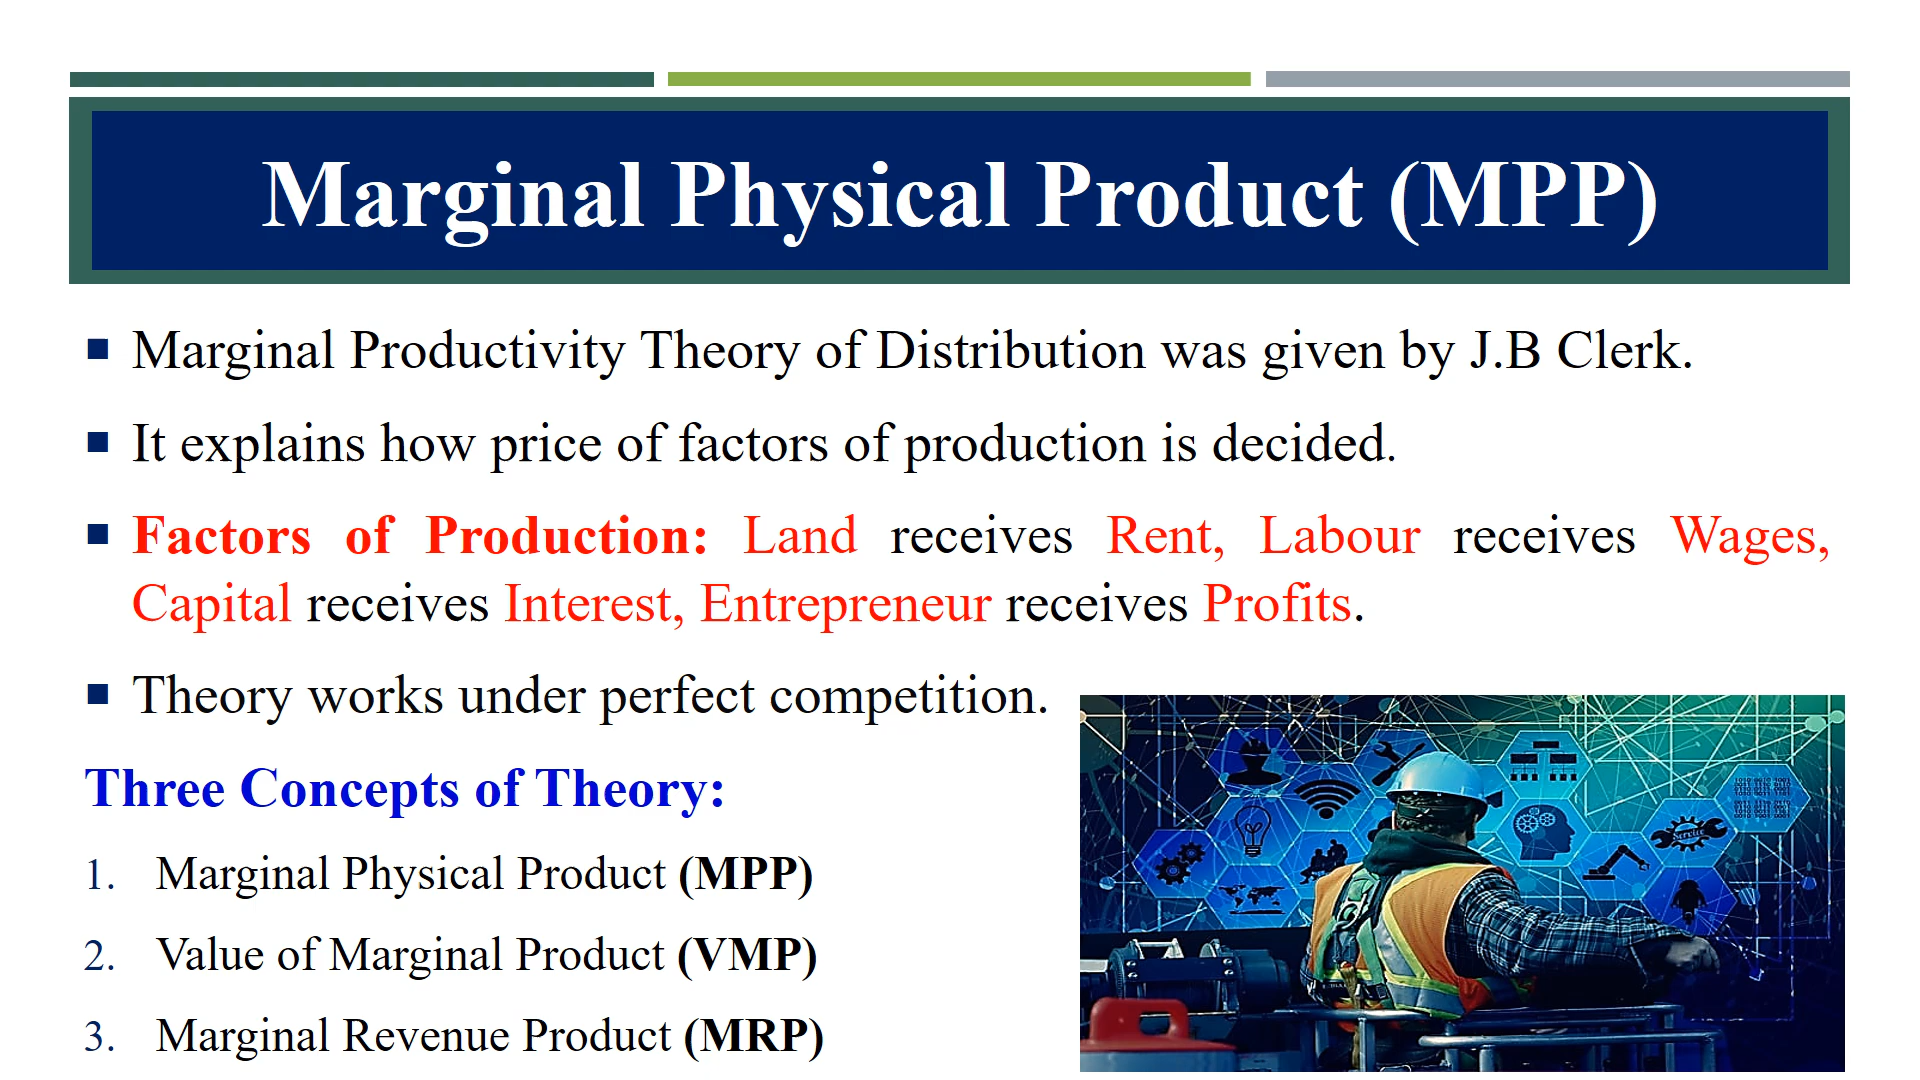 Marginal Physical Product (MPP)
■ Marginal Productivity Theory of Distribution was given by J.B Clerk.
■ It explains how price of factors of production is decided.
■ Factors of Production: Land receives Rent, Labour receives Wages,
Capital receives Interest, Entrepreneur receives Profits.
■ Theory works under perfect competition.
Three Concepts of Theory:
1. Marginal Physical Product (MPP)
2. Value of Marginal Product (VMP)
3. Marginal Revenue Product (MRP)
Service